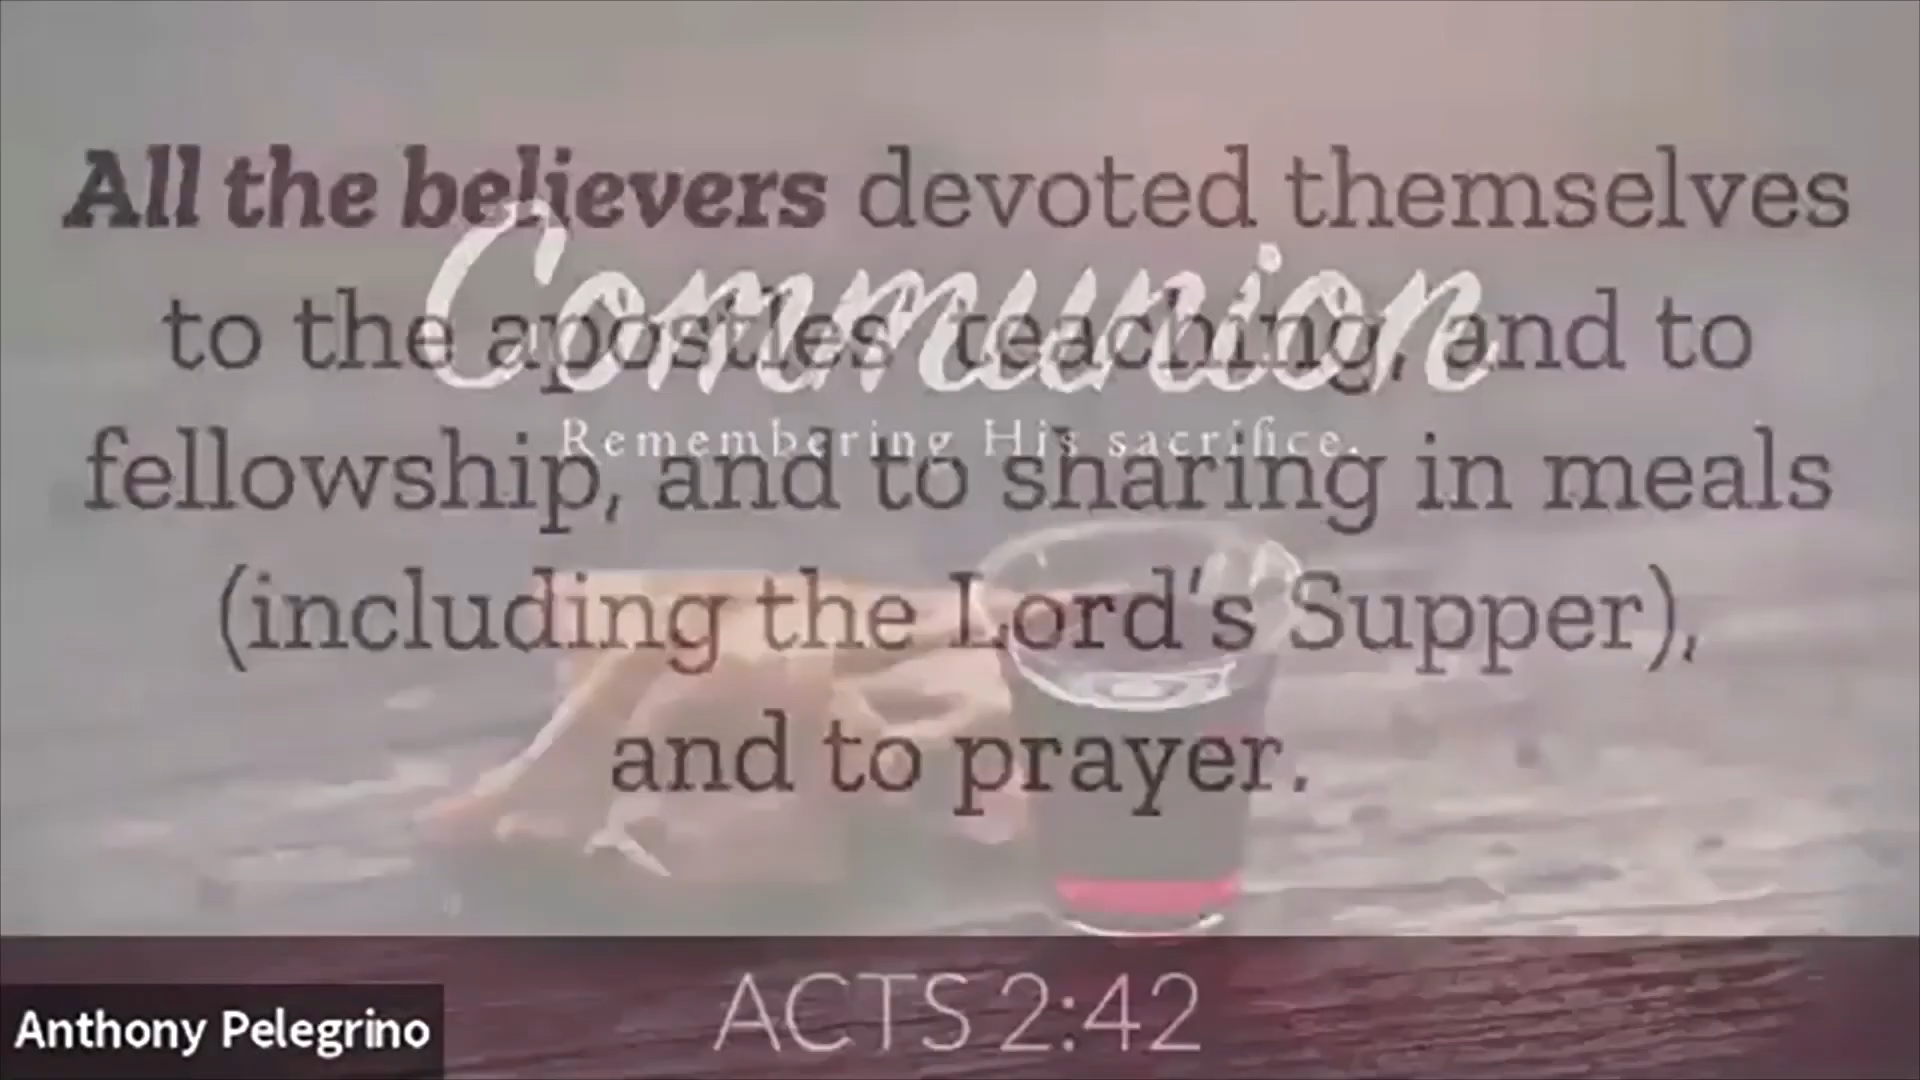 All the believers devoted themselves
Communion
to the apostles' teaching, and to
Remembering His sacrifice.
fellowship, and to sharing in meals
(including the Lord's Supper),
and to prayer.
ACTS 2:42
Anthony Pelegrino